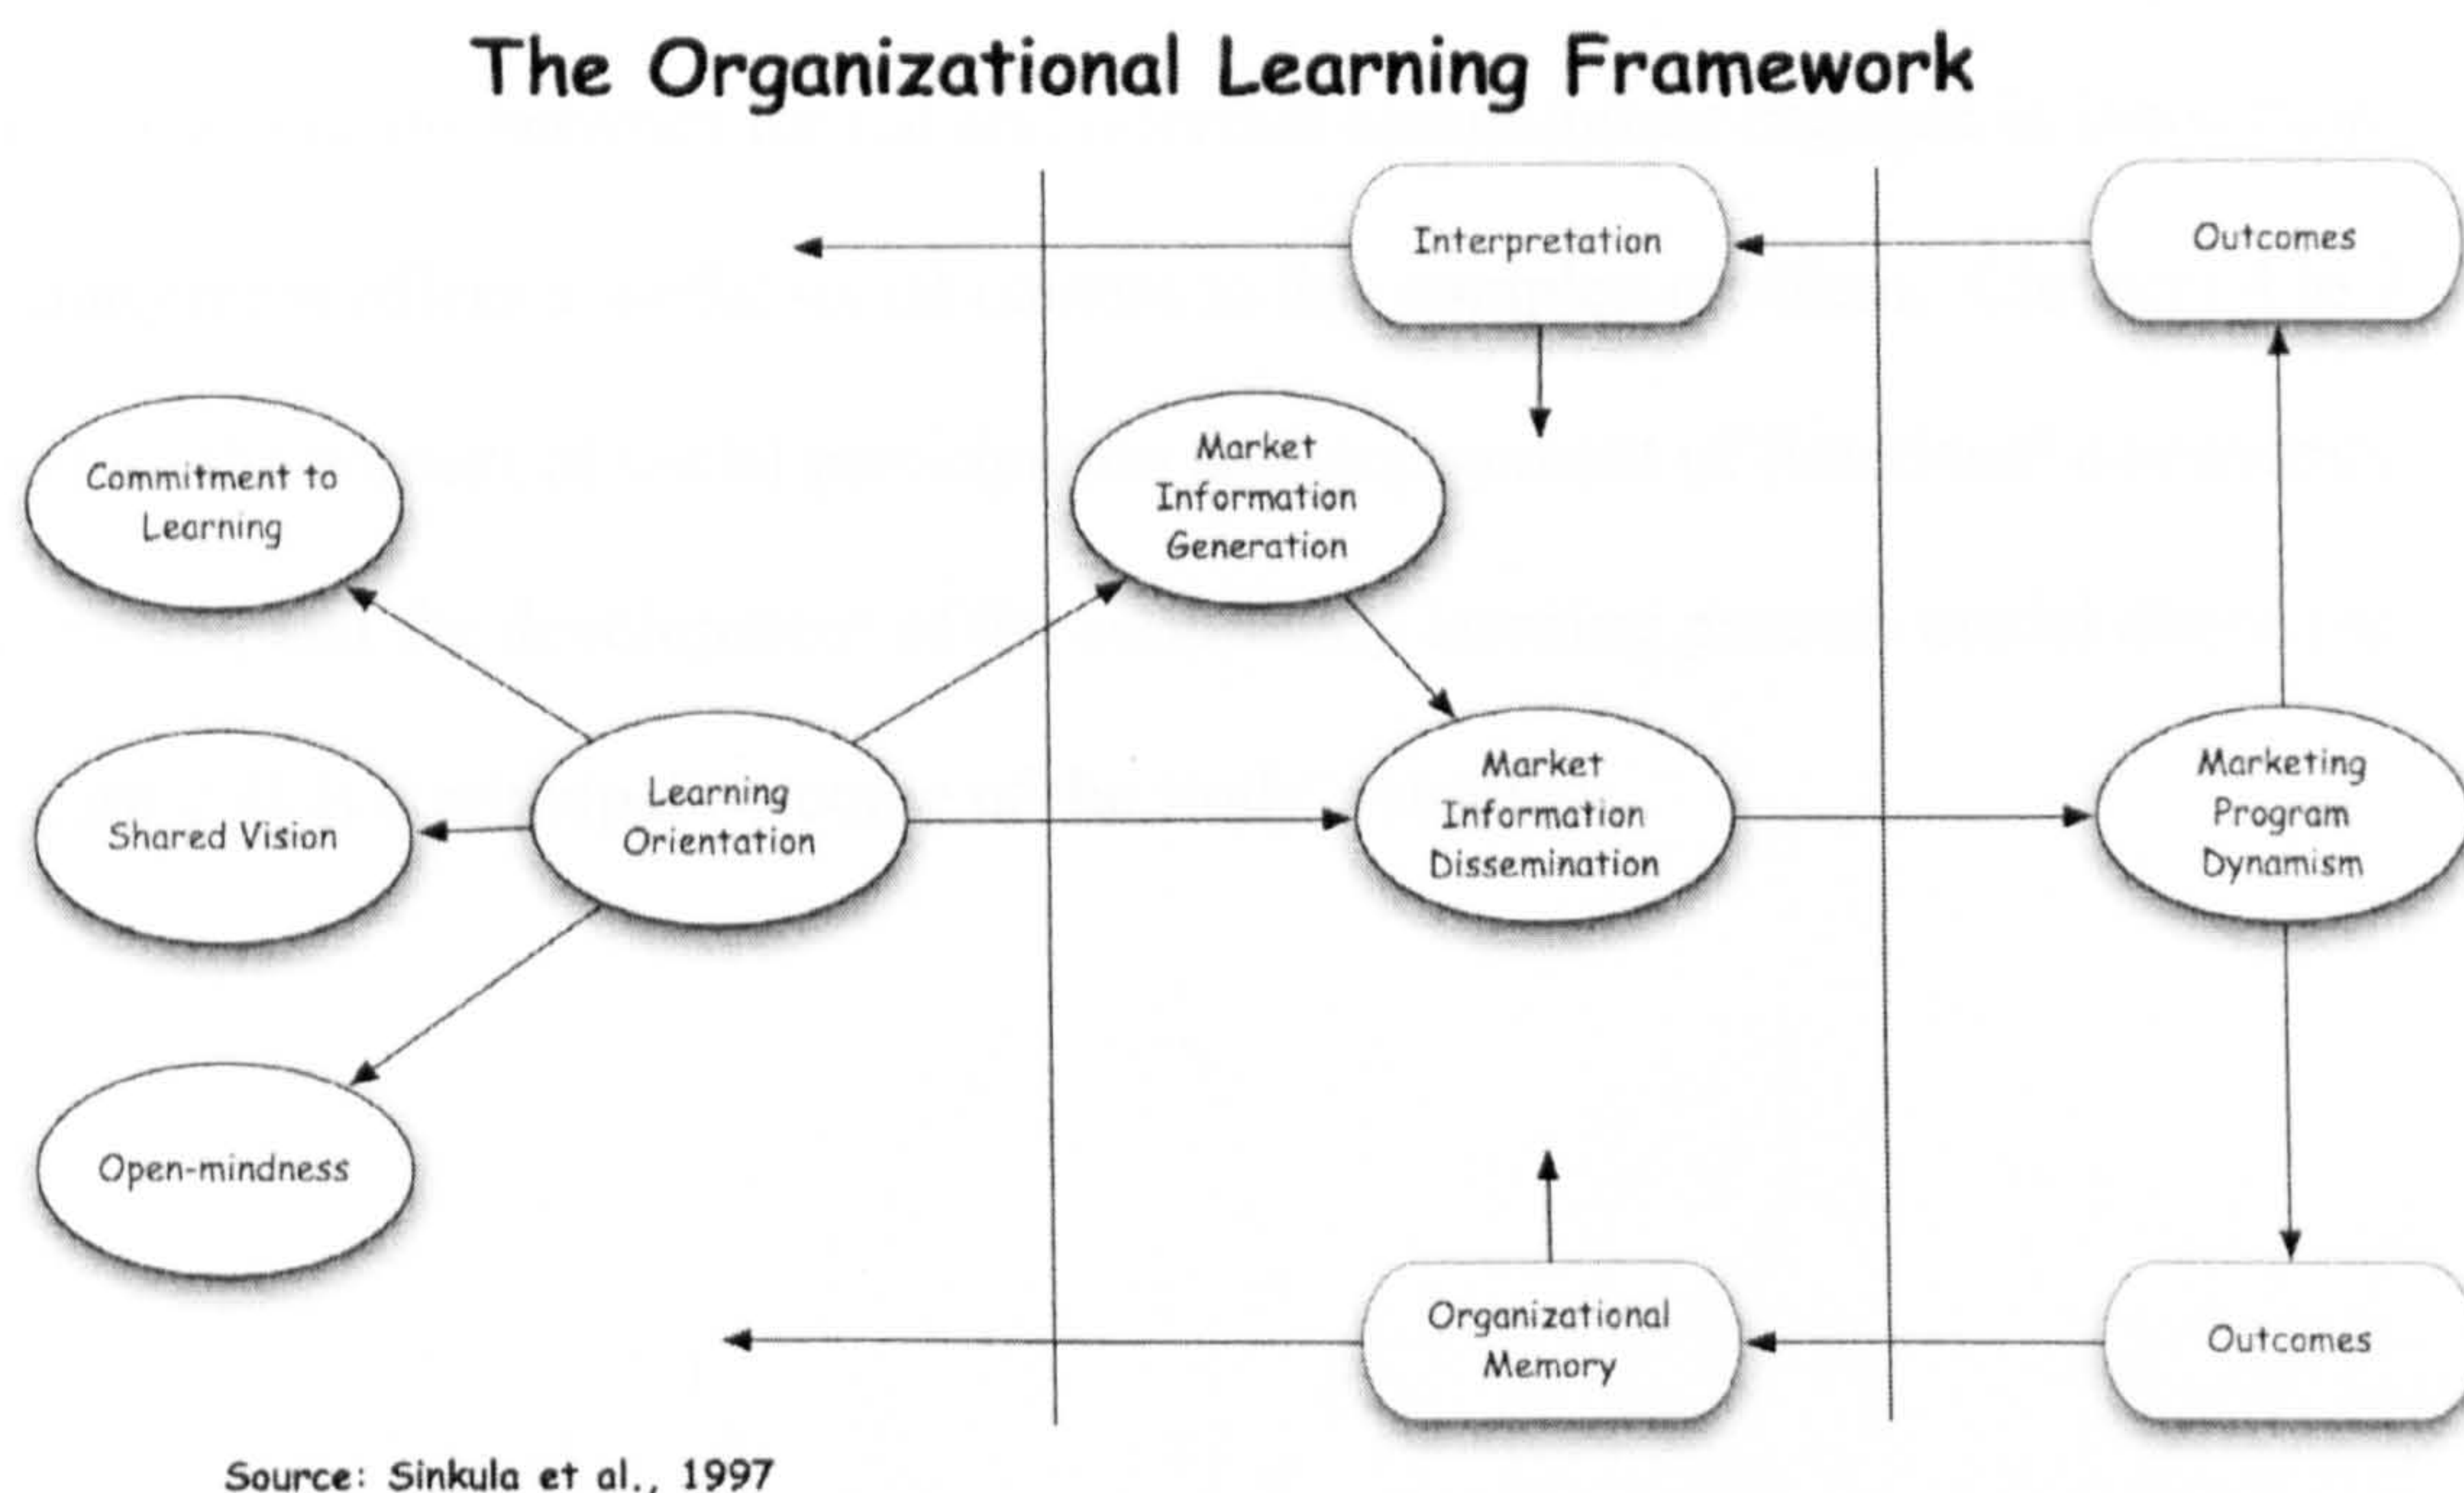 The Organizational Learning Framework
Interpretation
Outcomes
Commitment to
Learning
Market
Information
Generation
Shared Vision
Learning
Orientation
Market
Information
Dissemination
Marketing
Program
Dynamism
Open-mindness
Organizational
Memory
Outcomes
Source: Sinkula et al., 1997